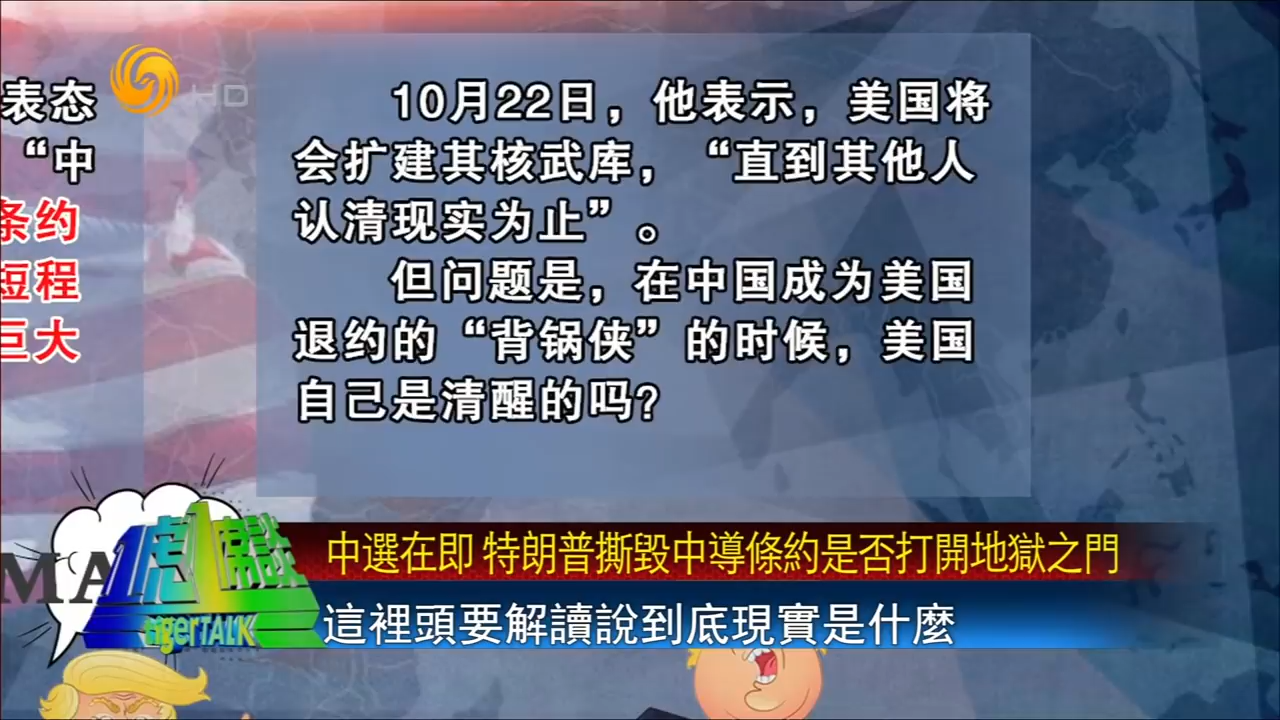 表态
“中
条约
短程
巨大
HD
10月22日，他表示，美国将
会扩建其核武库，“直到其他人
认清现实为止”。
但问题是，在中国成为美国
退约的“背锅侠”的时候，美国
自己是清醒的吗？
MA
虎席談
TigerTALK
中選在即 特朗普撕毀中導條約是否打開地獄之門
這裡頭要解讀說到底現實是什麼